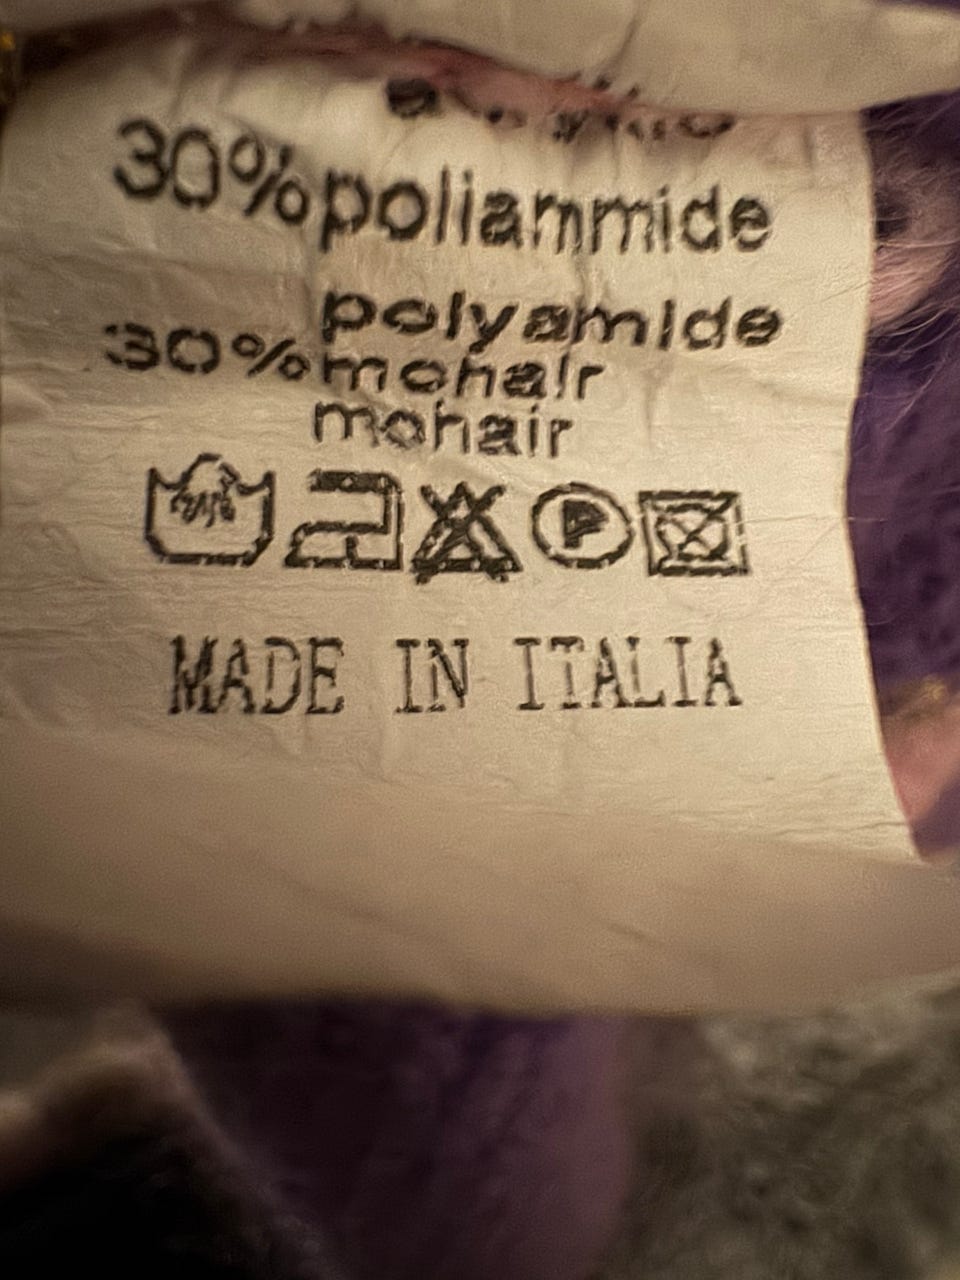 30% poliammide
polyamide
30% mohair
mohair
P
MADE IN ITALIA